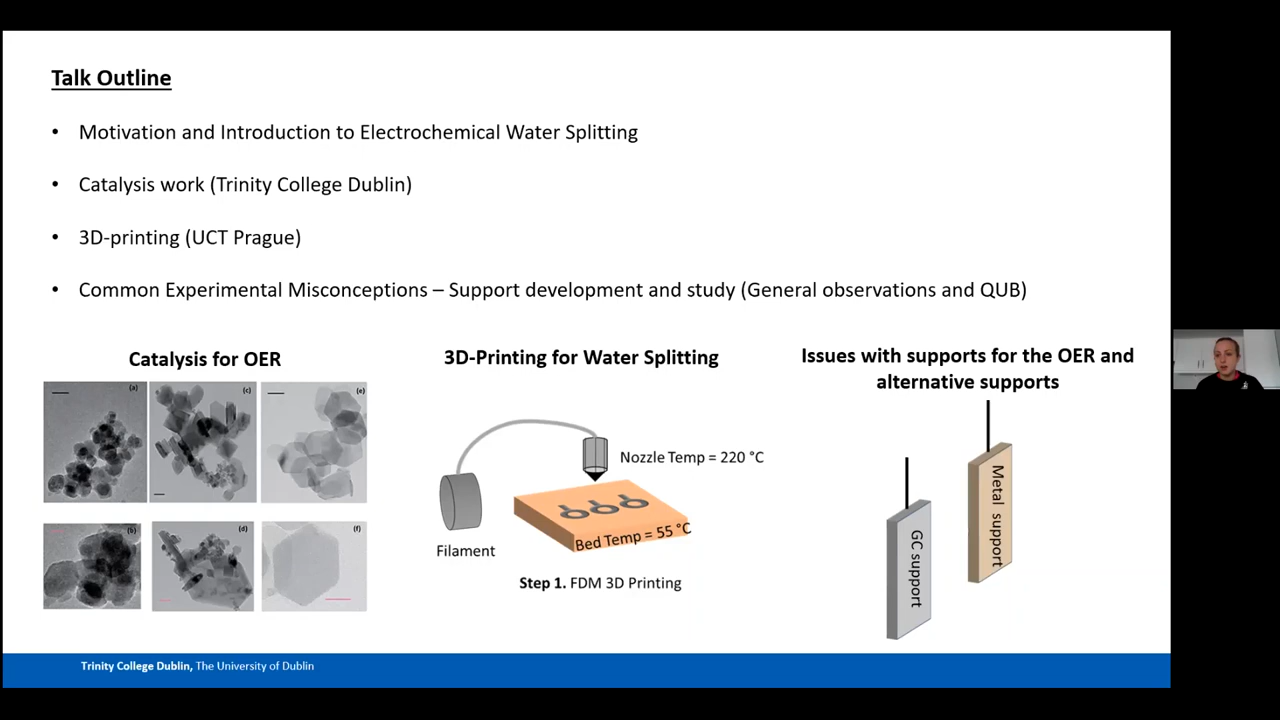 Talk Outline
• Motivation and Introduction to Electrochemical Water Splitting
• Catalysis work (Trinity College Dublin)
• 3D-printing (UCT Prague)
• Common Experimental Misconceptions – Support development and study (General observations and QUB)
Catalysis for OER
(a)
(c)
(e)
(b)
(d)
(f)
3D-Printing for Water Splitting
Nozzle Temp = 220 °C
Bed Temp = 55 °C
Filament
Step 1. FDM 3D Printing
Issues with supports for the OER and
alternative supports
Metal support
GC support
Trinity College Dublin, The University of Dublin